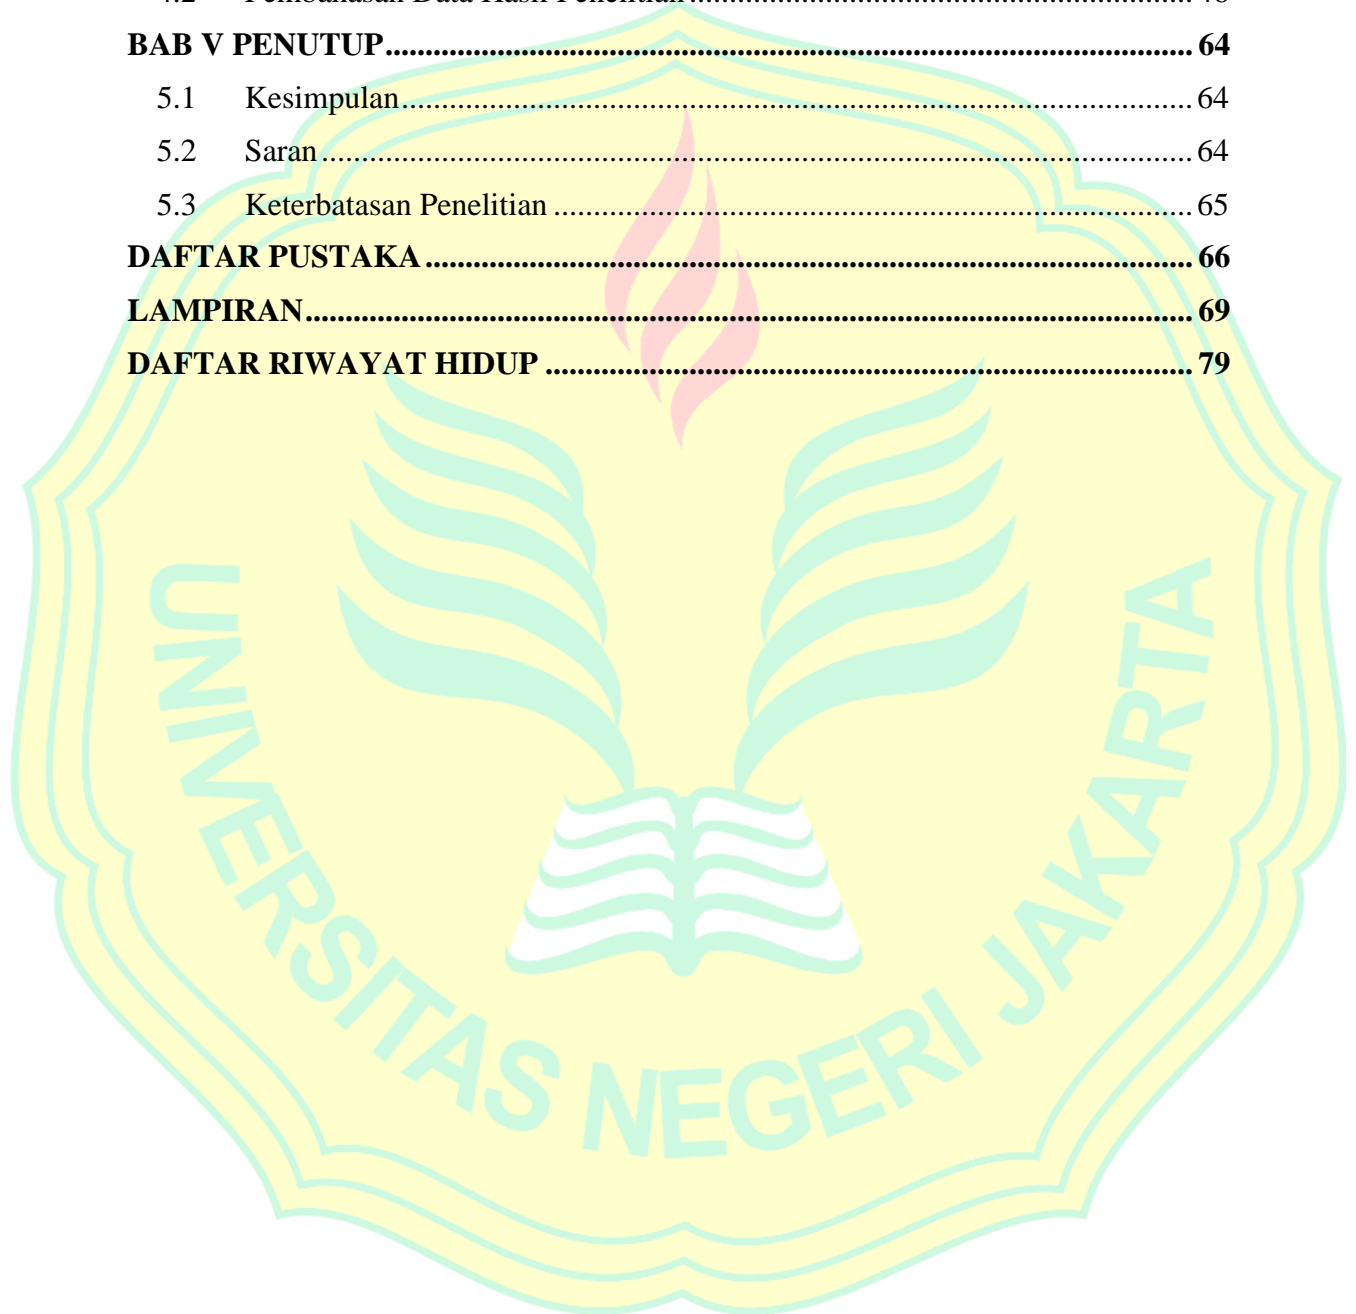 BAB V PENUTUP.......................................................................................................64
5.1 Kesimpulan....................................................................................................64
5.2 Saran..............................................................................................................64
5.3 Keterbatasan Penelitian.................................................................................65
DAFTAR PUSTAKA..................................................................................................66
LAMPIRAN.................................................................................................................69
DAFTAR RIWAYAT HIDUP....................................................................................79
UNIVERSITAS NEGERI JAKARTA